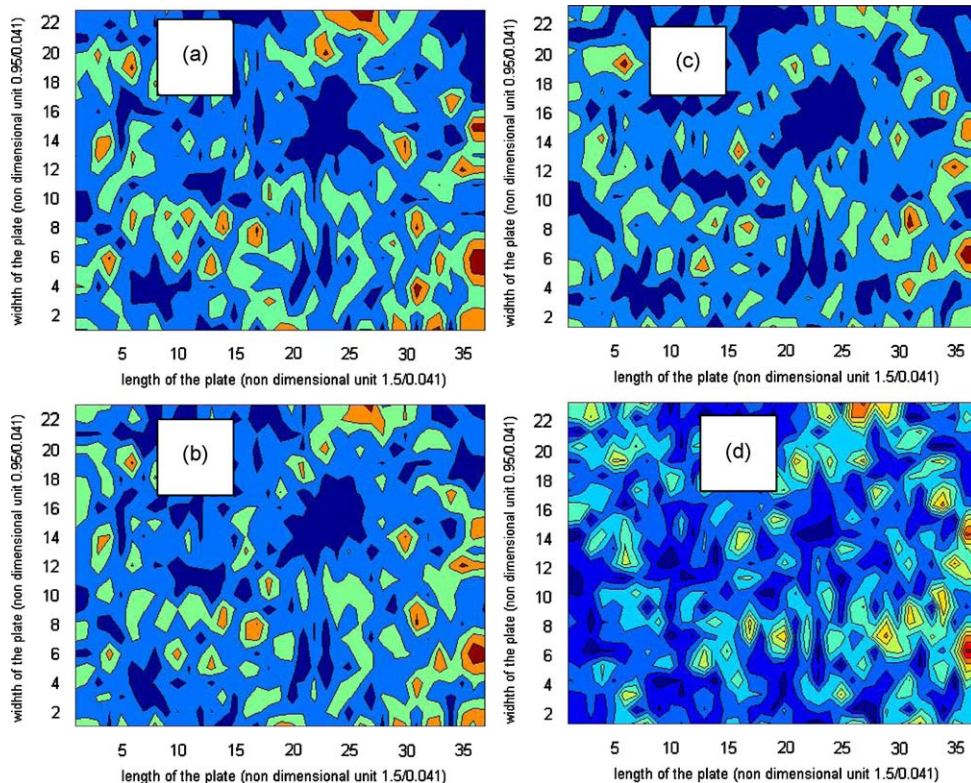 (a)
22
20
18
16
14
12
10
8
6
4
2
widhth of the plate (non dimensional unit 0.95/0.041)
5 10 15 20 25 30 35
length of the plate (non dimensional unit 1.5/0.041)
(c)
22
20
18
16
14
12
10
8
6
4
2
widhth of the plate (non dimensional unit 0.95/0.041)
5 10 15 20 25 30 35
length of the plate (non dimensional unit 1.5/0.041)
(b)
22
20
18
16
14
12
10
8
6
4
2
widhth of the plate (non dimensional unit 0.95/0.041)
5 10 15 20 25 30 35
length of the plate (non dimensional unit 1.5/0.041)
(d)
22
20
18
16
14
12
10
8
6
4
2
widhth of the plate (non dimensional unit 0.95/0.041)
5 10 15 20 25 30 35
length of the plate (non dimensional unit 1.5/0.041)